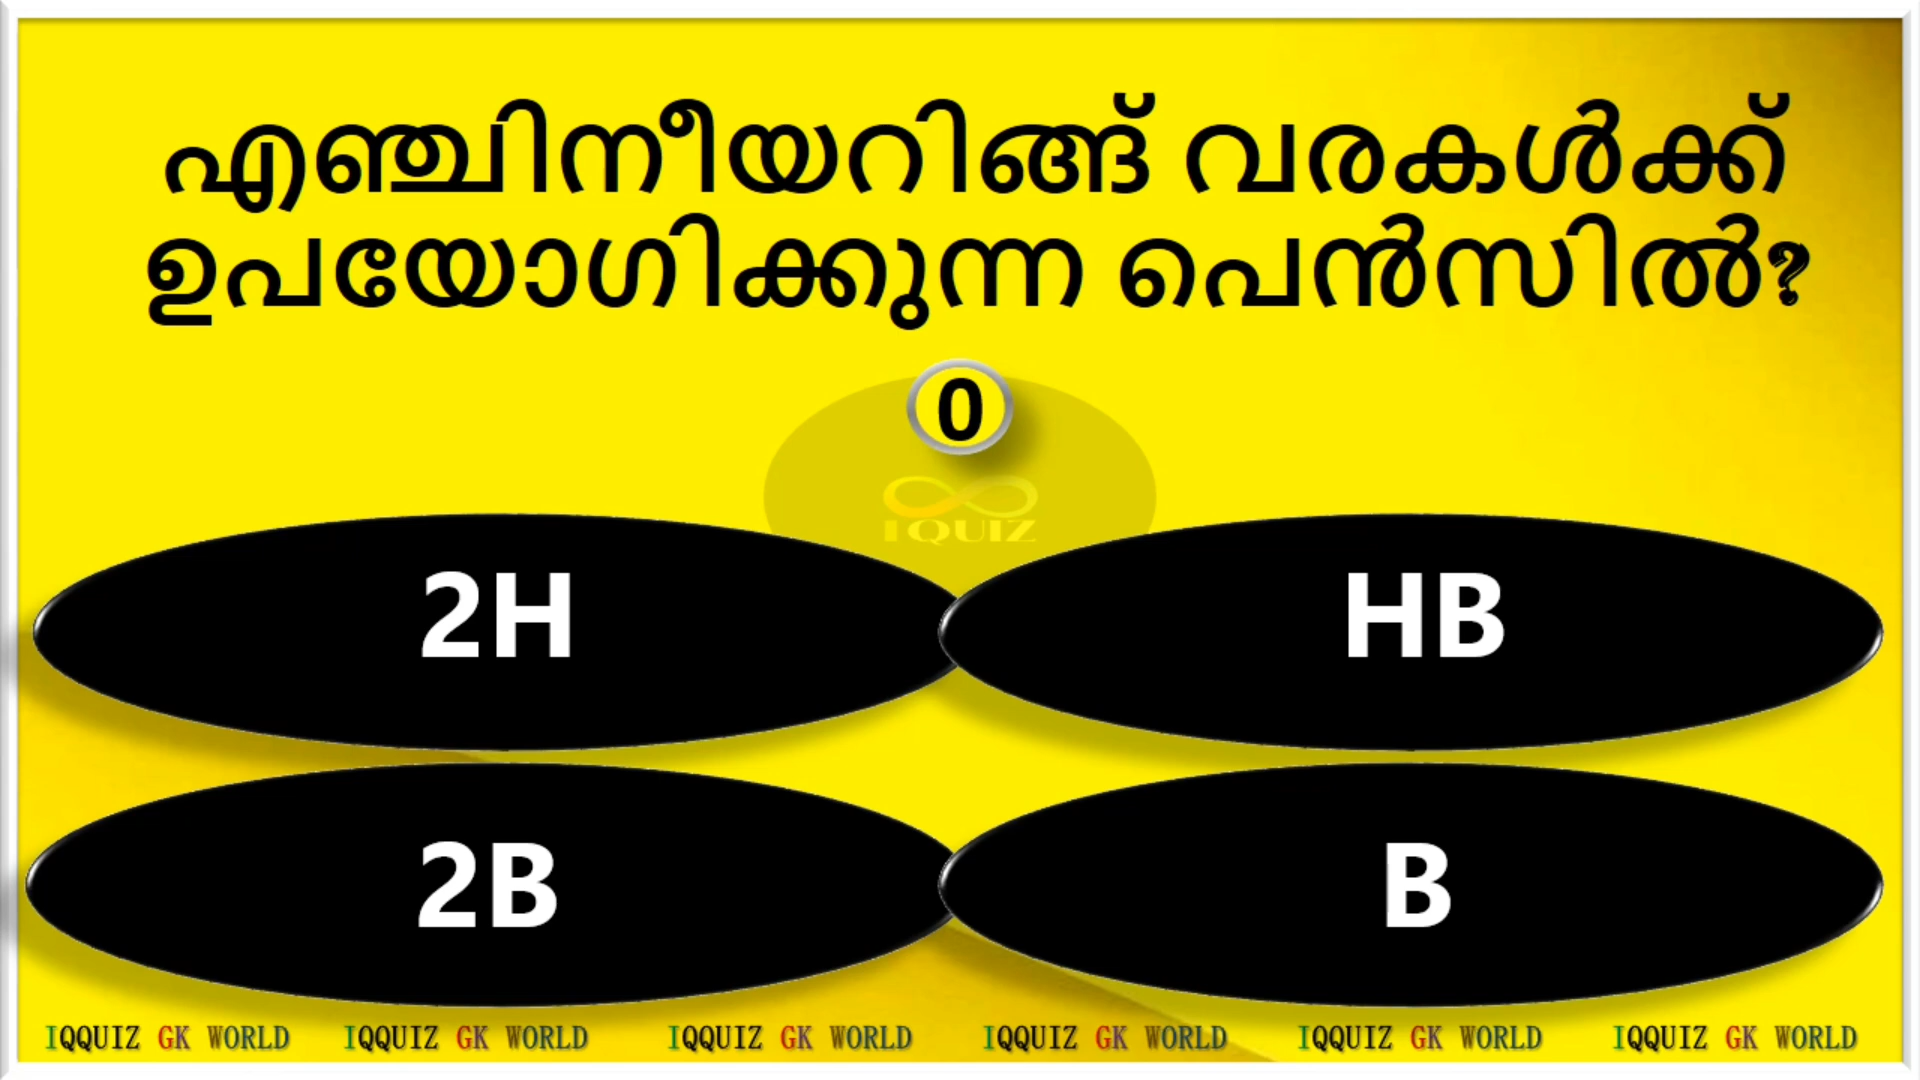 എഞ്ചിനീയറിങ്ങ് വരകൾക്ക്
ഉപയോഗിക്കുന്ന പെൻസിൽ?
0
I QUIZ
2H HB
2B B
IQQUIZ GK WORLD IQQUIZ GK WORLD IQQUIZ GK WORLD IQQUIZ GK WORLD IQQUIZ GK WORLD IQQUIZ GK WORLD